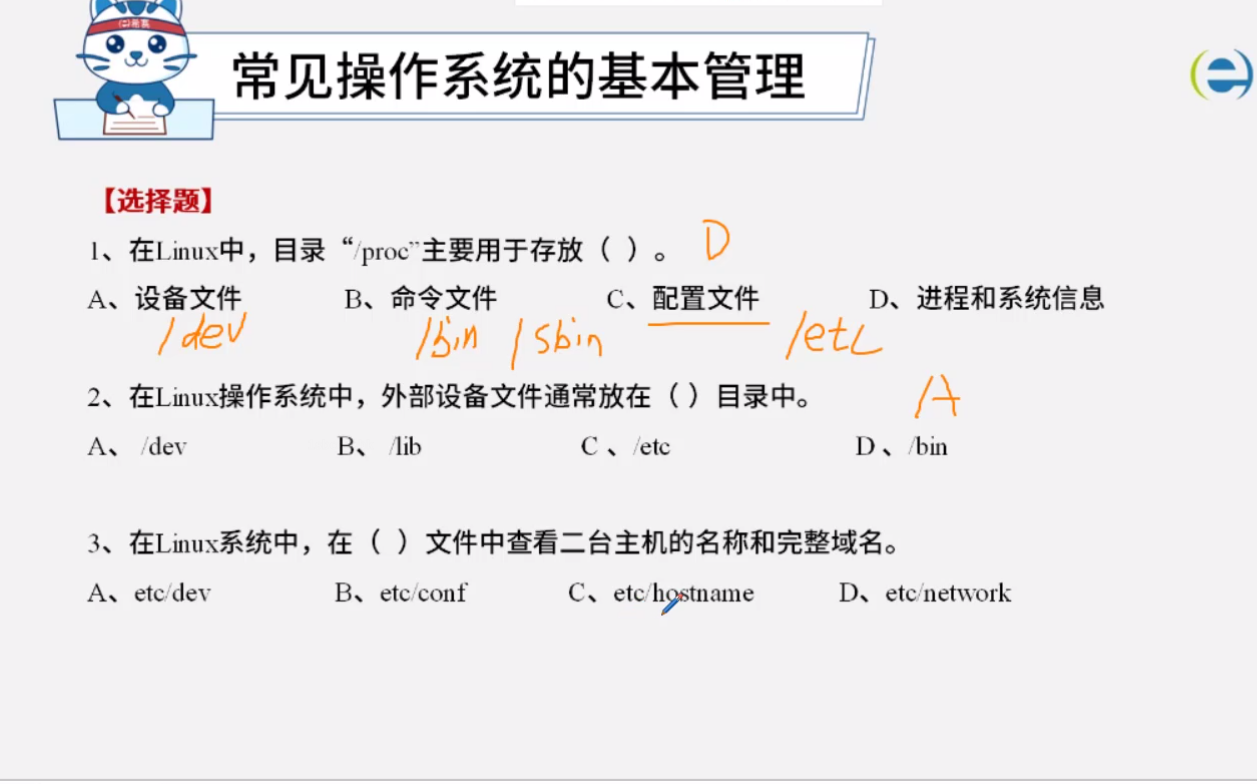 常见操作系统的基本管理
【选择题】
1、在Linux中，目录“/proc”主要用于存放（ ）。 D
A、设备文件 B、命令文件 C、配置文件 D、进程和系统信息
/dev /bin /sbin /etc
2、在Linux操作系统中，外部设备文件通常放在（ ）目录中。 A
A、 /dev B、 /lib C 、/etc D 、/bin
3、在Linux系统中，在（ ）文件中查看二台主机的名称和完整域名。
A、etc/dev B、etc/conf C、etc/hostname D、etc/network